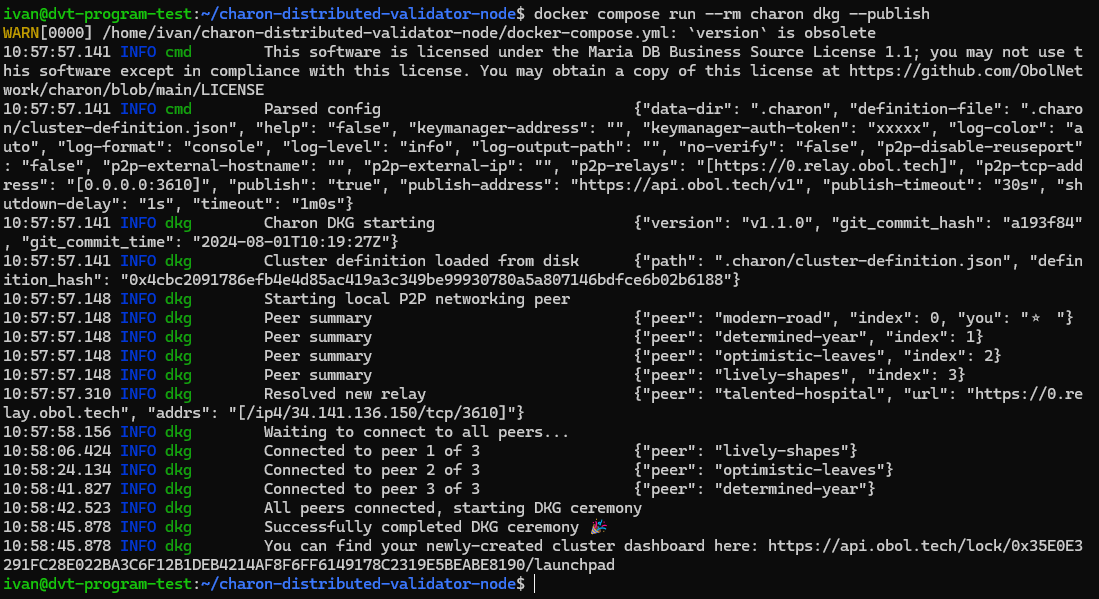 ivan@dvt-program-test:~/charon-distributed-validator-node$ docker compose run --rm charon dkg --publish
WARN[0000] /home/ivan/charon-distributed-validator-node/docker-compose.yml: `version` is obsolete
10:57:57.141 INFO cmd        This software is licensed under the Maria DB Business Source License 1.1; you may not use t
his software except in compliance with this license. You may obtain a copy of this license at https://github.com/ObolNet
work/charon/blob/main/LICENSE
10:57:57.141 INFO cmd        Parsed config                            {"data-dir": ".charon", "definition-file": ".charo
n/cluster-definition.json", "help": "false", "keymanager-address": "", "keymanager-auth-token": "xxxxx", "log-color": "a
uto", "log-format": "console", "log-level": "info", "log-output-path": "", "no-verify": "false", "p2p-disable-reuseport"
: "false", "p2p-external-hostname": "", "p2p-external-ip": "", "p2p-relays": "[https://0.relay.obol.tech]", "p2p-tcp-add
ress": "[0.0.0.0:3610]", "publish": "true", "publish-address": "https://api.obol.tech/v1", "publish-timeout": "30s", "sh
utdown-delay": "1s", "timeout": "1m0s"}
10:57:57.141 INFO dkg        Charon DKG starting                      {"version": "v1.1.0", "git_commit_hash": "a193f84"
, "git_commit_time": "2024-08-01T10:19:27Z"}
10:57:57.141 INFO dkg        Cluster definition loaded from disk      {"path": ".charon/cluster-definition.json", "defin
ition_hash": "0x4cbc2091786efb4e4d85ac419a3c349be99930780a5a807146bdfce6b02b6188"}
10:57:57.148 INFO dkg        Starting local P2P networking peer
10:57:57.148 INFO dkg        Peer summary                             {"peer": "modern-road", "index": 0, "you": "⭐ "}
10:57:57.148 INFO dkg        Peer summary                             {"peer": "determined-year", "index": 1}
10:57:57.148 INFO dkg        Peer summary                             {"peer": "optimistic-leaves", "index": 2}
10:57:57.148 INFO dkg        Peer summary                             {"peer": "lively-shapes", "index": 3}
10:57:57.310 INFO dkg        Resolved new relay                       {"peer": "talented-hospital", "url": "https://0.re
lay.obol.tech", "addrs": "[/ip4/34.141.136.150/tcp/3610]"}
10:57:58.156 INFO dkg        Waiting to connect to all peers...
10:58:06.424 INFO dkg        Connected to peer 1 of 3                 {"peer": "lively-shapes"}
10:58:24.134 INFO dkg        Connected to peer 2 of 3                 {"peer": "optimistic-leaves"}
10:58:41.827 INFO dkg        Connected to peer 3 of 3                 {"peer": "determined-year"}
10:58:42.523 INFO dkg        All peers connected, starting DKG ceremony
10:58:45.878 INFO dkg        Successfully completed DKG ceremony 🎉
10:58:45.878 INFO dkg        You can find your newly-created cluster dashboard here: https://api.obol.tech/lock/0x35E0E3
291FC28E022BA3C6F12B1DEB4214AF8F6FF6149178C2319E5BEABE8190/launchpad
ivan@dvt-program-test:~/charon-distributed-validator-node$